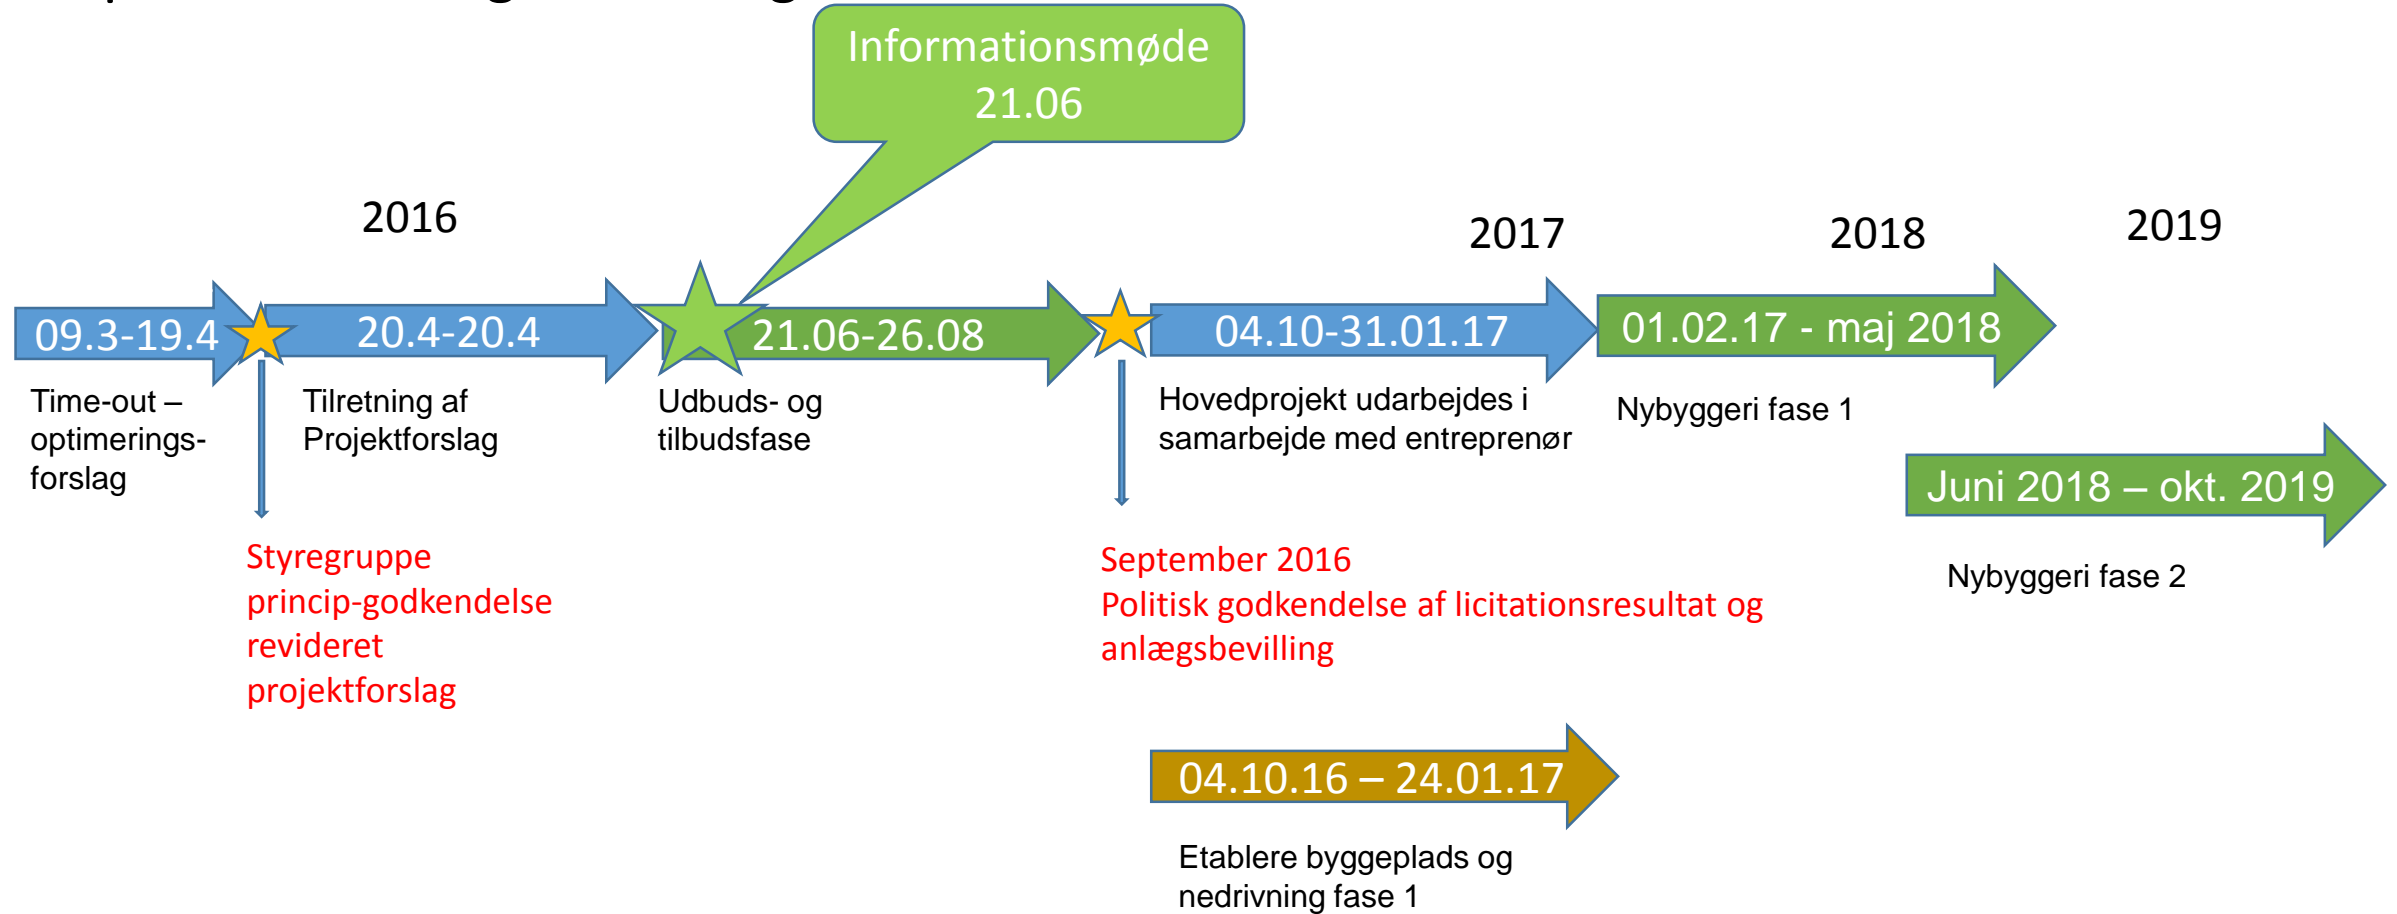 Informationsmøde
21.06
2016
2017
2018
2019
09.3-19.4
20.4-20.4
21.06-26.08
04.10-31.01.17
01.02.17 - maj 2018
Time-out –
optimerings-
forslag
Tilretning af
Projektforslag
Udbuds- og
tilbudsfase
Hovedprojekt udarbejdes i
samarbejde med entreprenør
Nybyggeri fase 1
Juni 2018 – okt. 2019
Nybyggeri fase 2
Styregruppe
princip-godkendelse
revideret
projektforslag
September 2016
Politisk godkendelse af licitationsresultat og
anlægsbevilling
04.10.16 – 24.01.17
Etablere byggeplads og
nedrivning fase 1